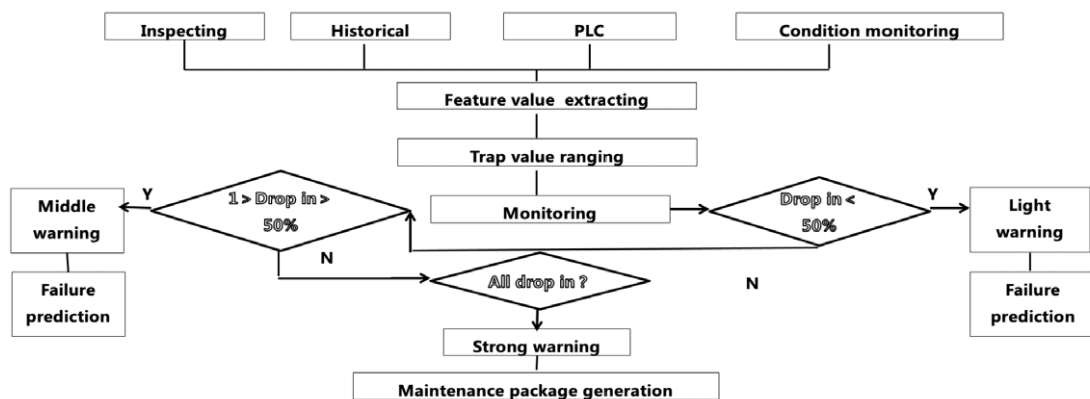 Inspecting
Historical
PLC
Condition monitoring
Feature value extracting
Trap value ranging
Y
1 > Drop in >
50%
Middle
warning
Monitoring
Drop in <
50%
Y
Light
warning
N
All drop in ?
N
Failure
prediction
Failure
prediction
Strong warning
Maintenance package generation